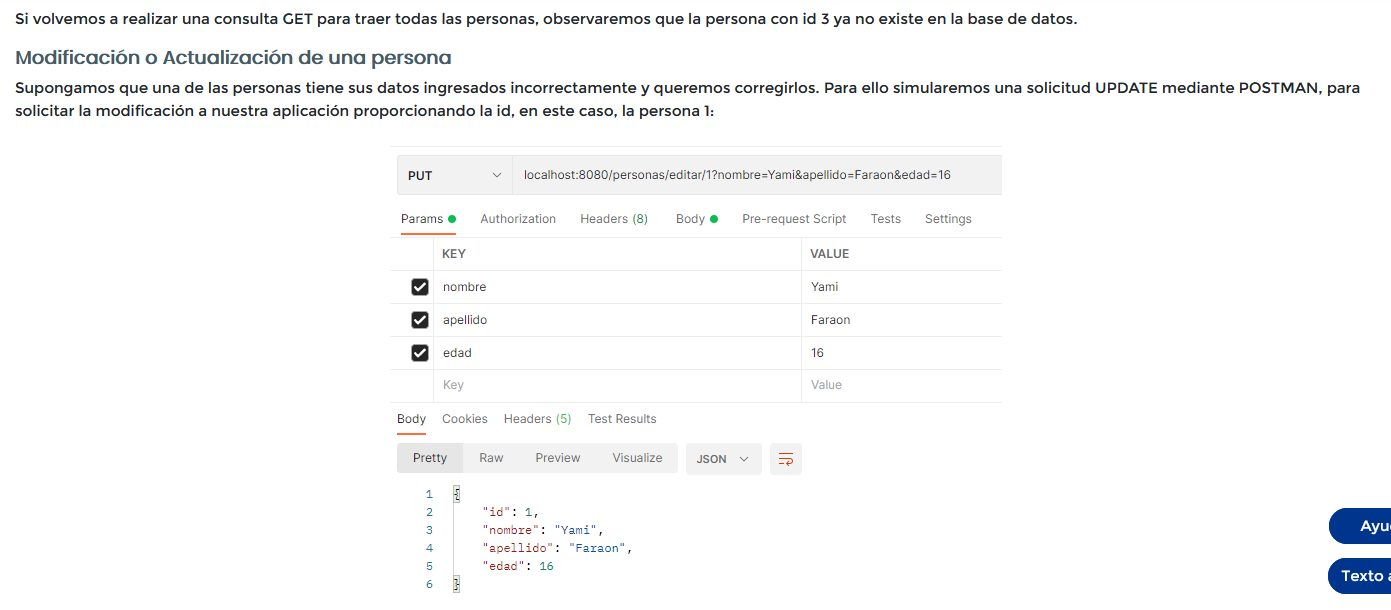 Si volvemos a realizar una consulta GET para traer todas las personas, observaremos que la persona con id 3 ya no existe en la base de datos.
Modificación o Actualización de una persona
Supongamos que una de las personas tiene sus datos ingresados incorrectamente y queremos corregirlos. Para ello simularemos una solicitud UPDATE mediante POSTMAN, para
solicitar la modificación a nuestra aplicación proporcionando la id, en este caso, la persona 1:
PUT localhost:8080/personas/editar/1?nombre=Yami&apellido=Faraon&edad=16
Params Authorization Headers (8) Body Pre-request Script Tests Settings
KEY VALUE
nombre Yami
apellido Faraon
edad 16
Key Value
Body Cookies Headers (5) Test Results
Pretty Raw Preview Visualize JSON
1 {
2 "id": 1,
3 "nombre": "Yami",
4 "apellido": "Faraon",
5 "edad": 16
6 }
Texto